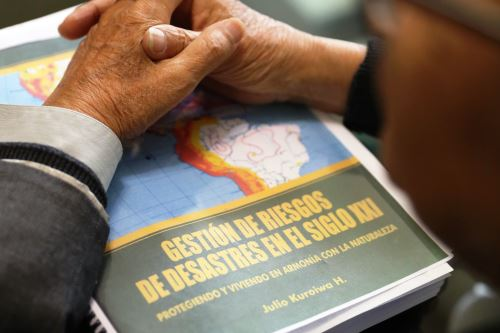 GESTIÓN DE RIESGOS
DE DESASTRES EN EL SIGLO XXI
PROTEGIENDO Y VIVIENDO EN ARMONÍA CON LA NATURALEZA
Julio Kuroiwa H.